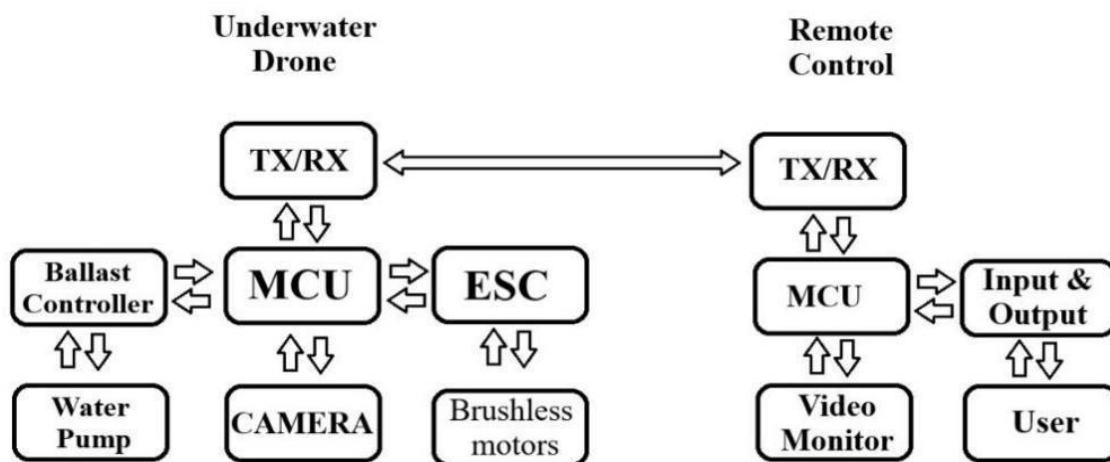 Underwater
Drone
Remote
Control
TX/RX
TX/RX
Ballast
Controller
MCU
ESC
MCU
Input &
Output
Water
Pump
CAMERA
Brushless
motors
Video
Monitor
User